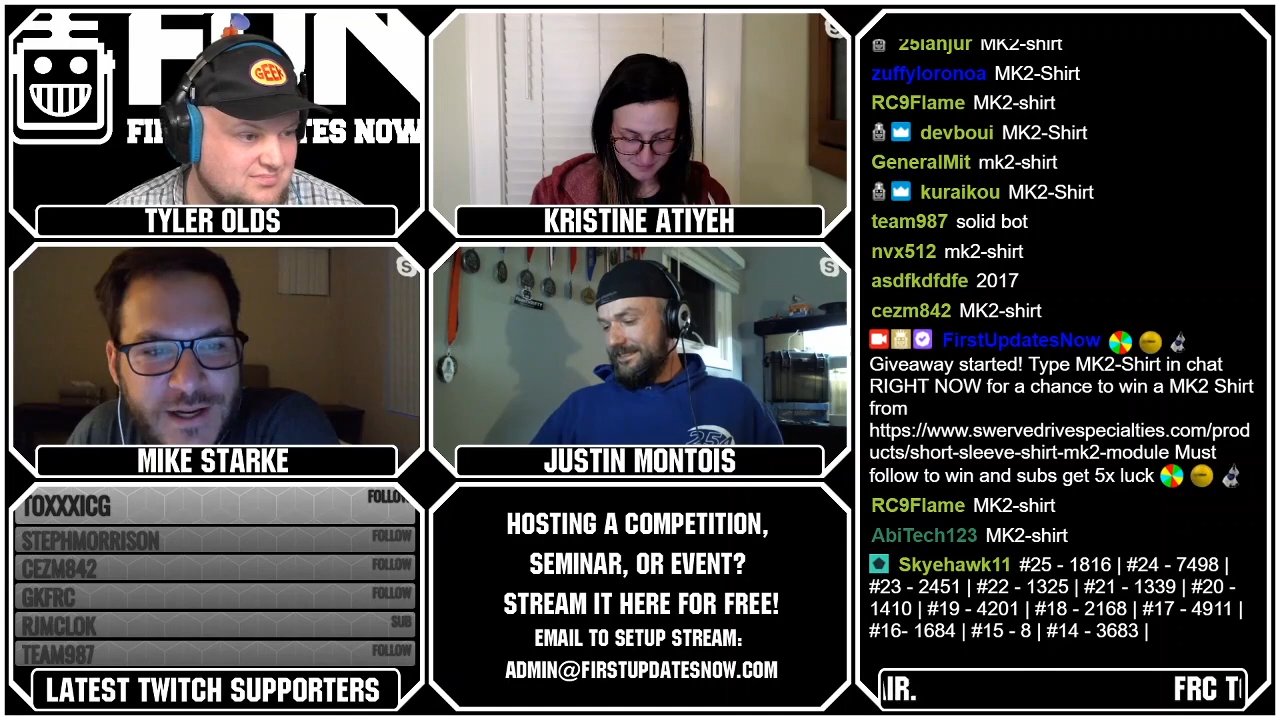 FUN
GEEK
TYLER OLDS
KRISTINE ATIYEH
MIKE STARKE
254
JUSTIN MONTOIS
TOXXXICG FOLLOW
STEPHMORRISON FOLLOW
CEZM842 FOLLOW
GKFRC FOLLOW
RJMCLOK SUB
TEAM987 FOLLOW
LATEST TWITCH SUPPORTERS
HOSTING A COMPETITION,
SEMINAR, OR EVENT?
STREAM IT HERE FOR FREE!
EMAIL TO SETUP STREAM:
ADMIN@FIRSTUPDATESNOW.COM
25lanjur MK2-shirt
zuffyloronoa MK2-Shirt
RC9Flame MK2-shirt
devboui MK2-Shirt
GeneralMit mk2-shirt
kuraikou MK2-Shirt
team987 solid bot
nvx512 mk2-shirt
asdfkdfdfe 2017
cezm842 MK2-shirt
FirstUpdatesNow
Giveaway started! Type MK2-Shirt in chat
RIGHT NOW for a chance to win a MK2 Shirt
from
https://www.swervedrivespecialties.com/prod
ucts/short-sleeve-shirt-mk2-module Must
follow to win and subs get 5x luck
RC9Flame MK2-shirt
AbiTech123 MK2-shirt
Skyehawk11 #25 - 1816 | #24 - 7498 |
#23 - 2451 | #22 - 1325 | #21 - 1339 | #20 -
1410 | #19 - 4201 | #18 - 2168 | #17 - 4911 |
#16- 1684 | #15 - 8 | #14 - 3683 |
FRC